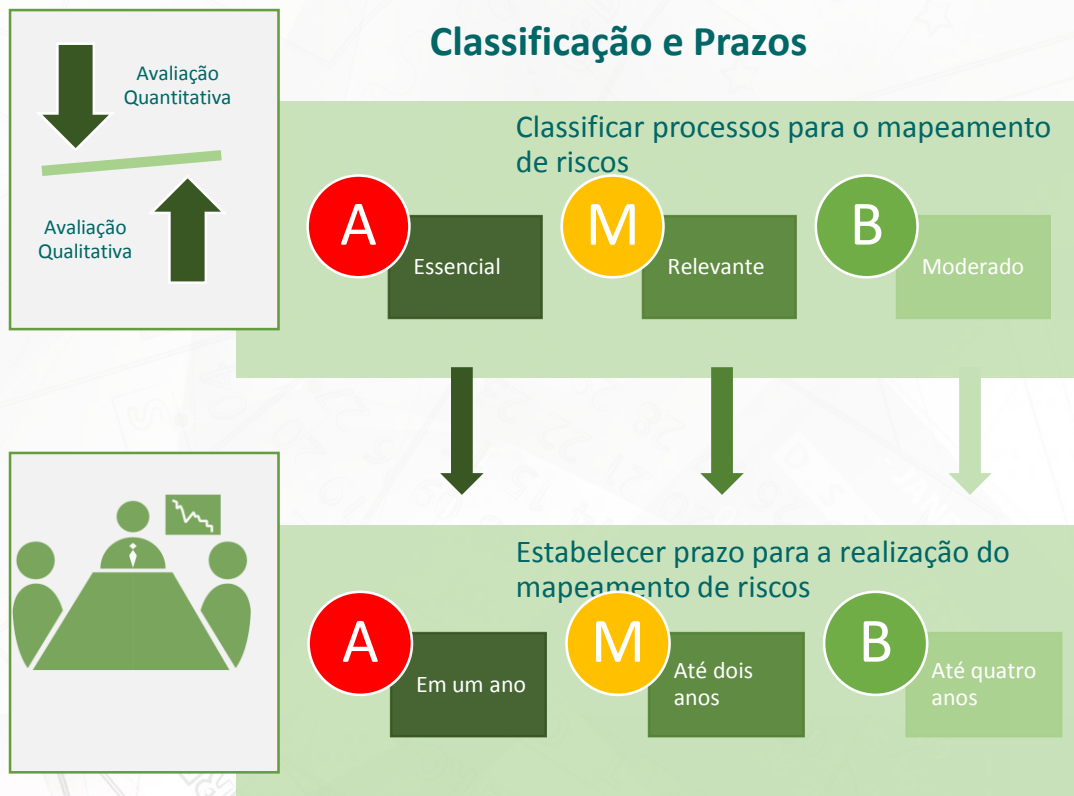 Classificação e Prazos
Avaliação
Quantitativa
Avaliação
Qualitativa
Classificar processos para o mapeamento
de riscos
A
Essencial
M
Relevante
B
Moderado
Estabelecer prazo para a realização do
mapeamento de riscos
A
Em um ano
M
Até dois
anos
B
Até quatro
anos